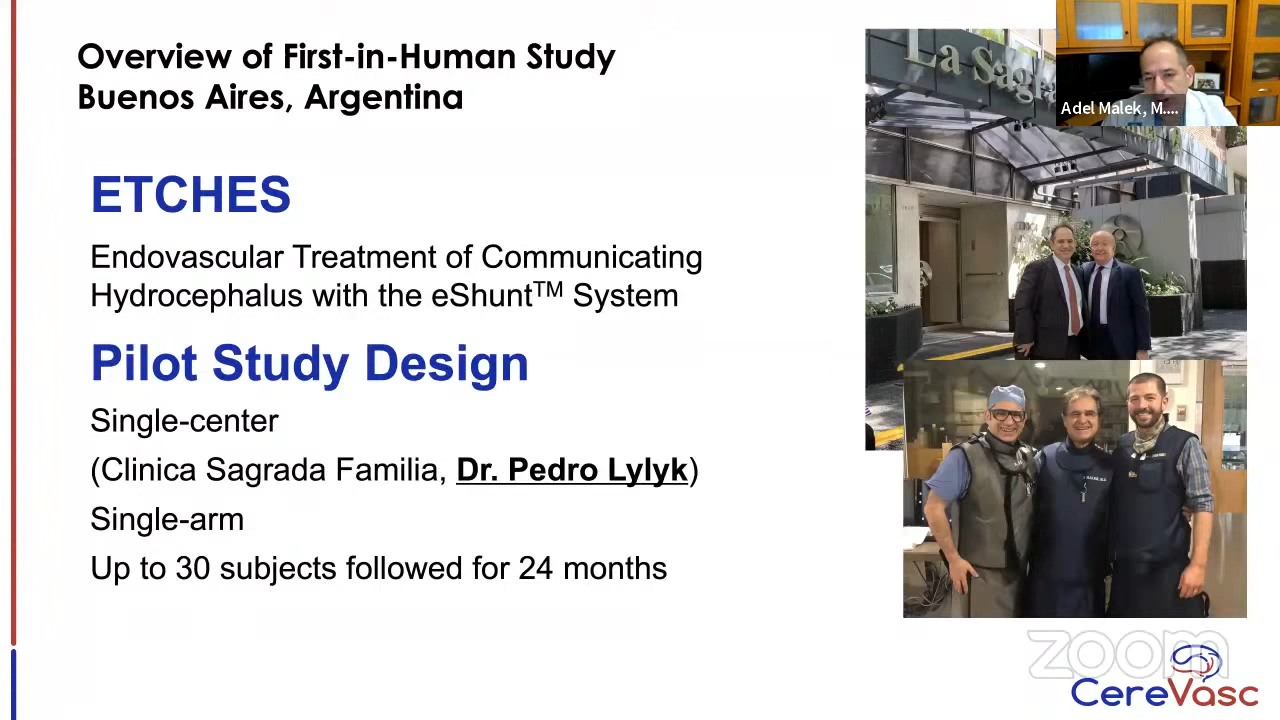 Overview of First-in-Human Study
Buenos Aires, Argentina
ETCHES
Endovascular Treatment of Communicating
Hydrocephalus with the eShunt™ System
Pilot Study Design
Single-center
(Clinica Sagrada Familia, Dr. Pedro Lylyk)
Single-arm
Up to 30 subjects followed for 24 months
La Sagr
Adel Malek, M....
zoom
CereVasc